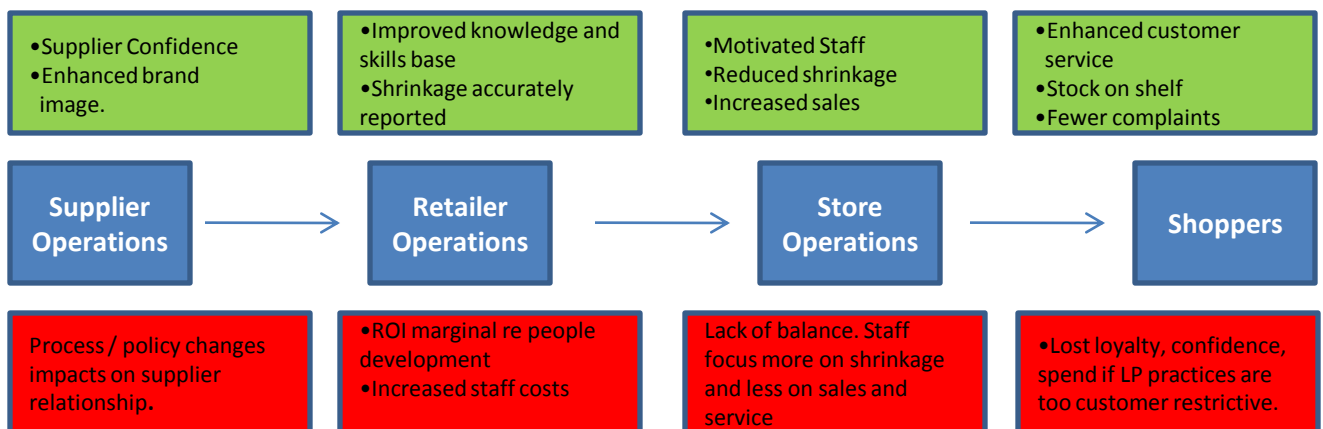 •Supplier Confidence
•Enhanced brand
image.
•Improved knowledge and
skills base
•Shrinkage accurately
reported
•Motivated Staff
•Reduced shrinkage
•Increased sales
•Enhanced customer
service
•Stock on shelf
•Fewer complaints
Supplier
Operations
Retailer
Operations
Store
Operations
Shoppers
Process / policy changes
impacts on supplier
relationship.
•ROI marginal re people
development
•Increased staff costs
Lack of balance. Staff
focus more on shrinkage
and less on sales and
service
•Lost loyalty, confidence,
spend if LP practices are
too customer restrictive.